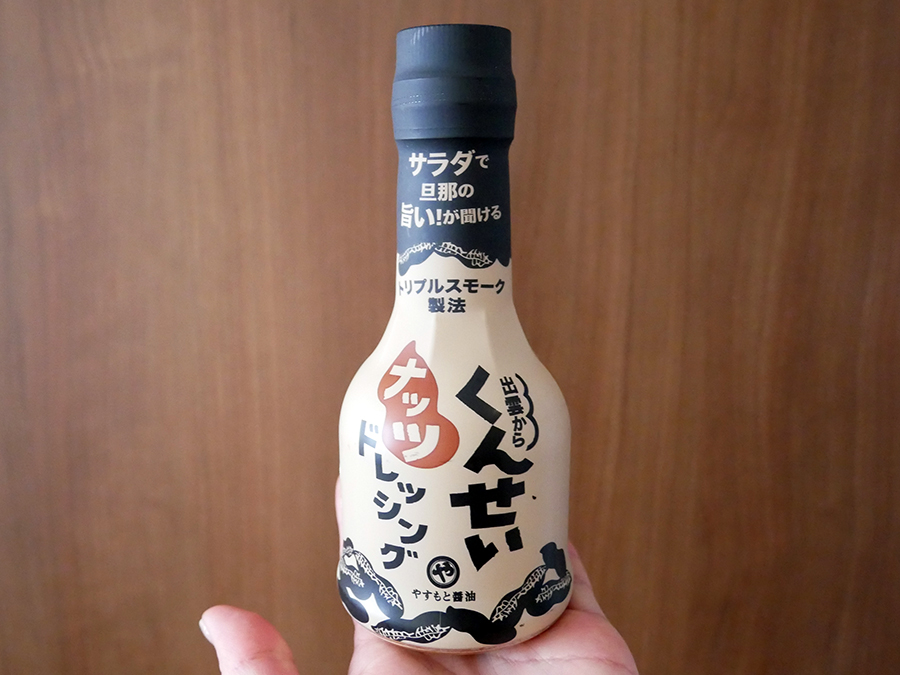 サラダで
旦那の
旨い!が聞ける
トリプルスモーク
製法
出雲から
くんせい
ナッツ
ドレッシング
や
やすもと醤油